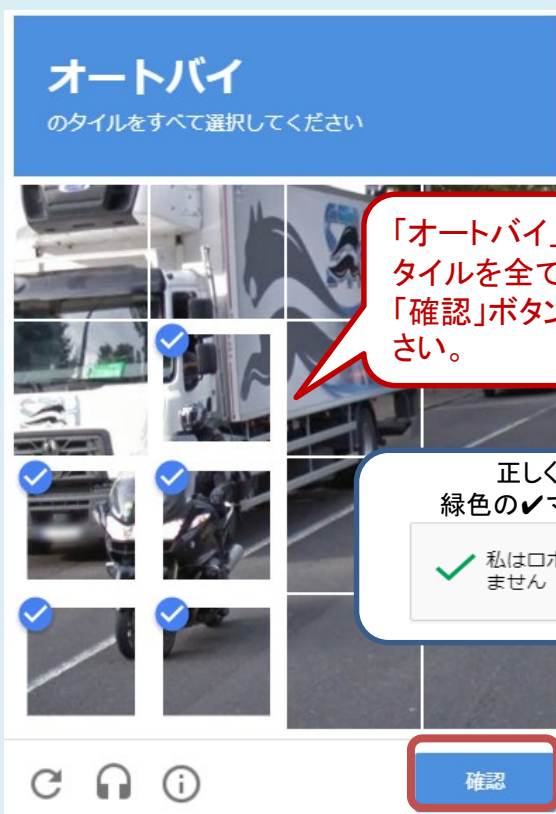 オートバイ
のタイルをすべて選択してください
「オートバイ」
タイルを全て
「確認」ボタン
さい。
正しく
緑色の✔マ
私はロボ
ません
確認